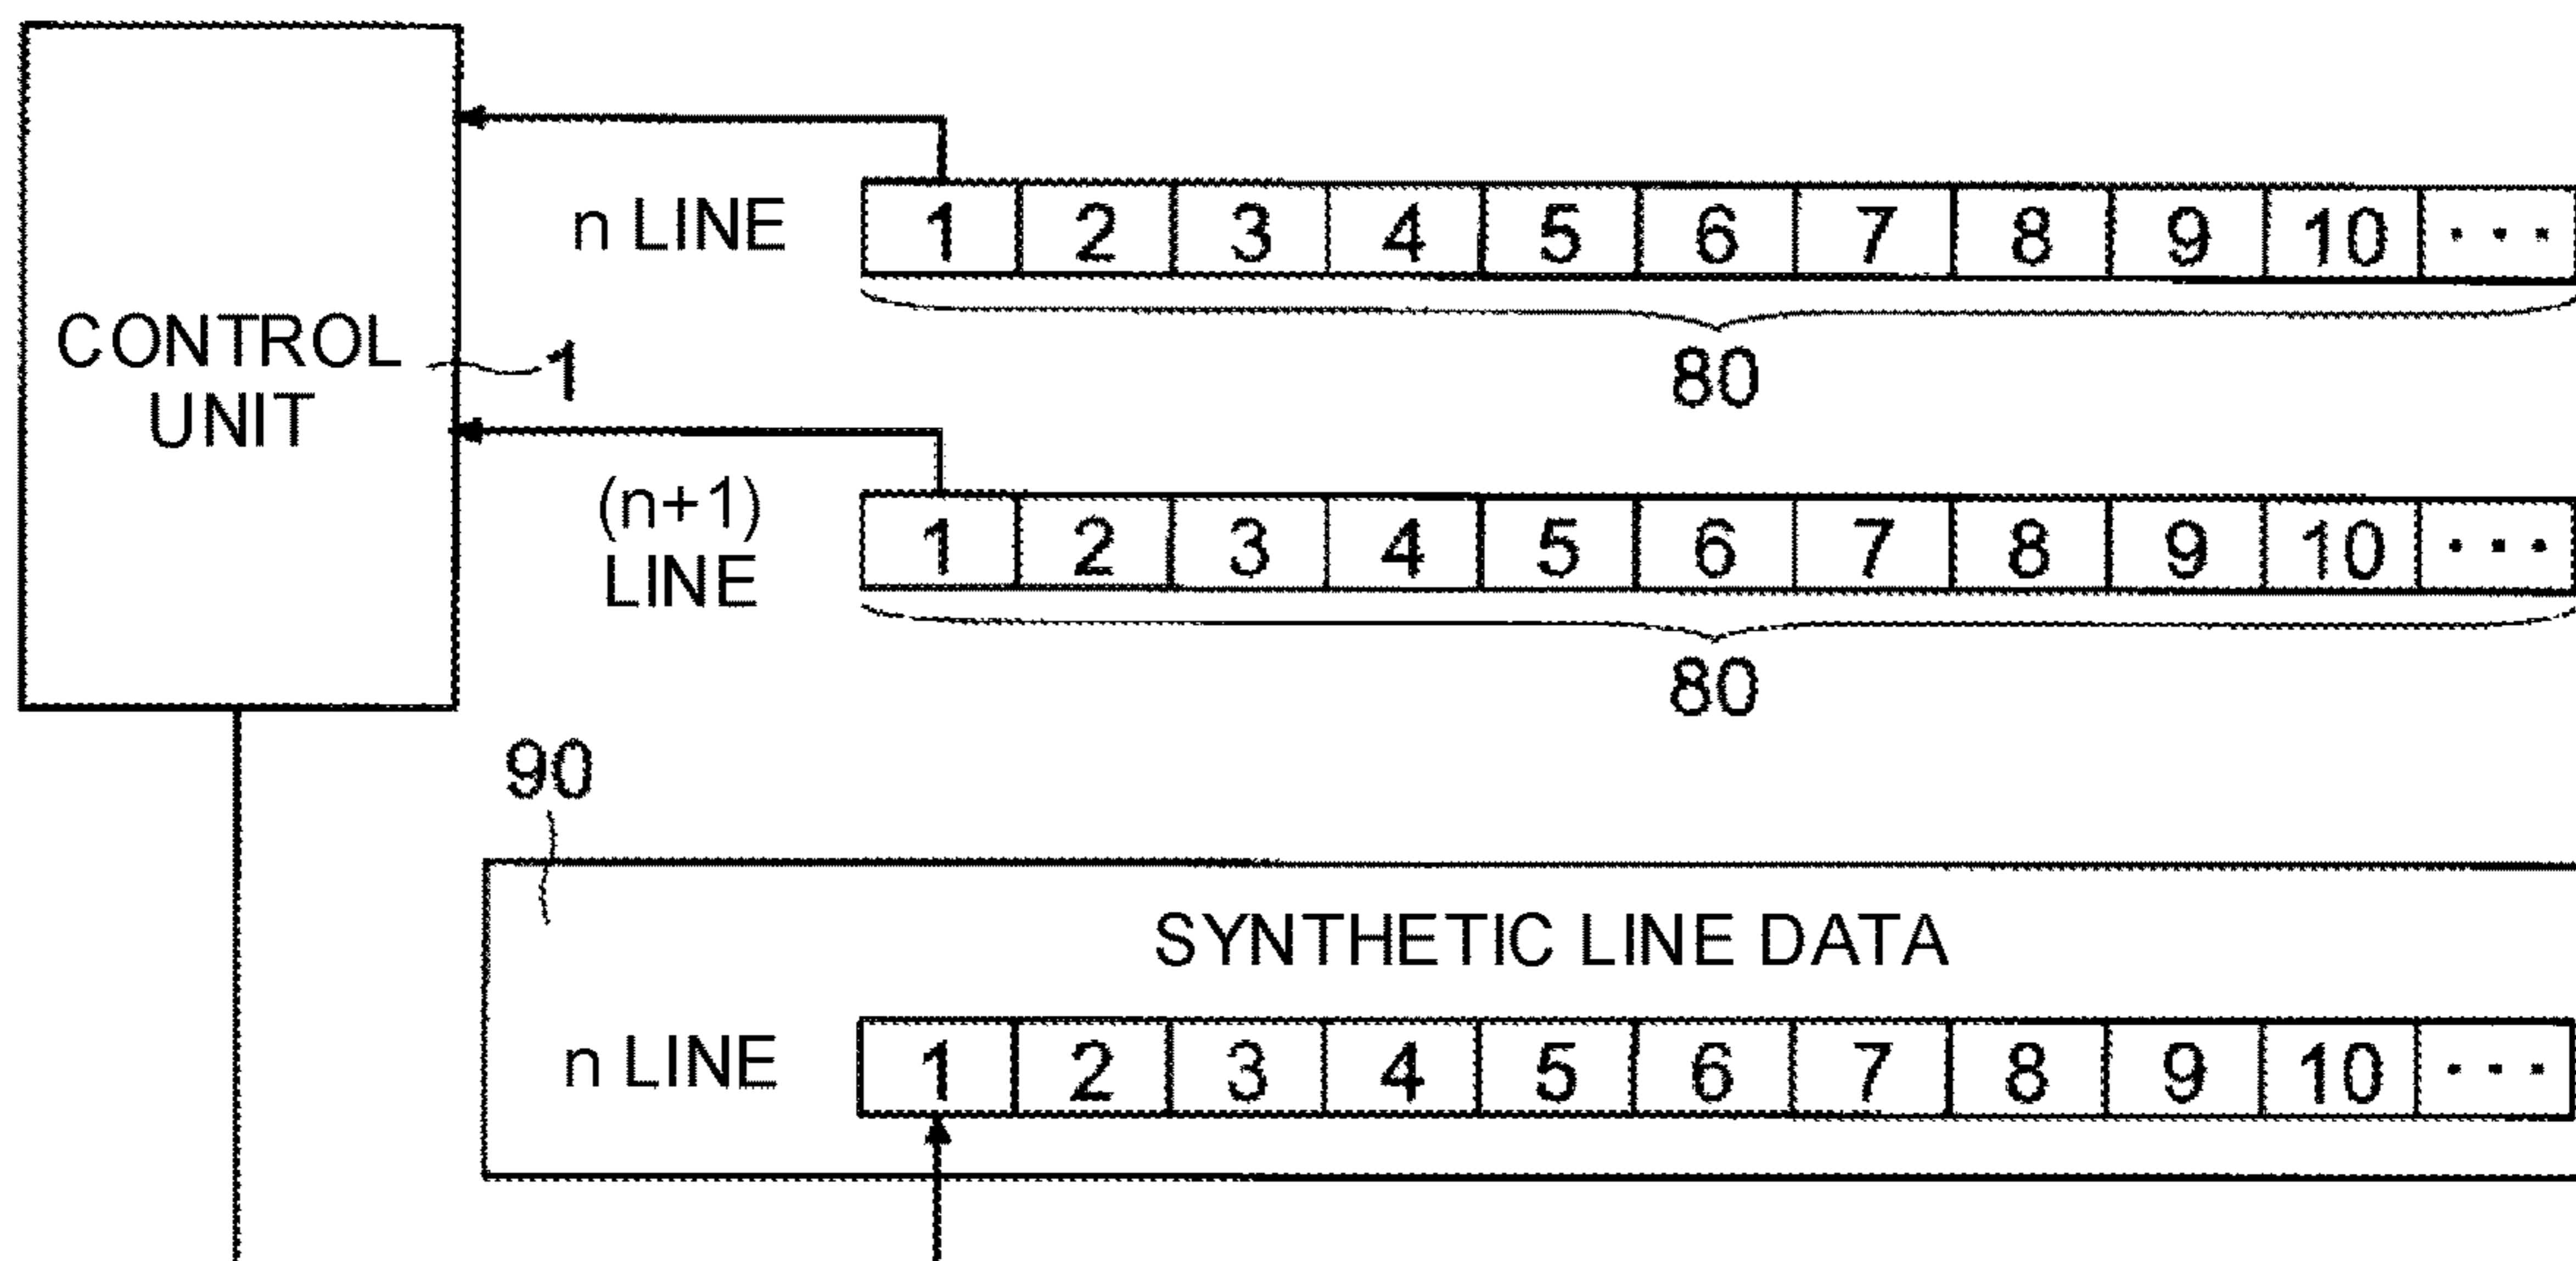 n LINE 1 2 3 4 5 6 7 8 9 10 ...
80
CONTROL
UNIT
1
(n+1)
LINE
1 2 3 4 5 6 7 8 9 10 ...
80
90
SYNTHETIC LINE DATA
n LINE 1 2 3 4 5 6 7 8 9 10 ...